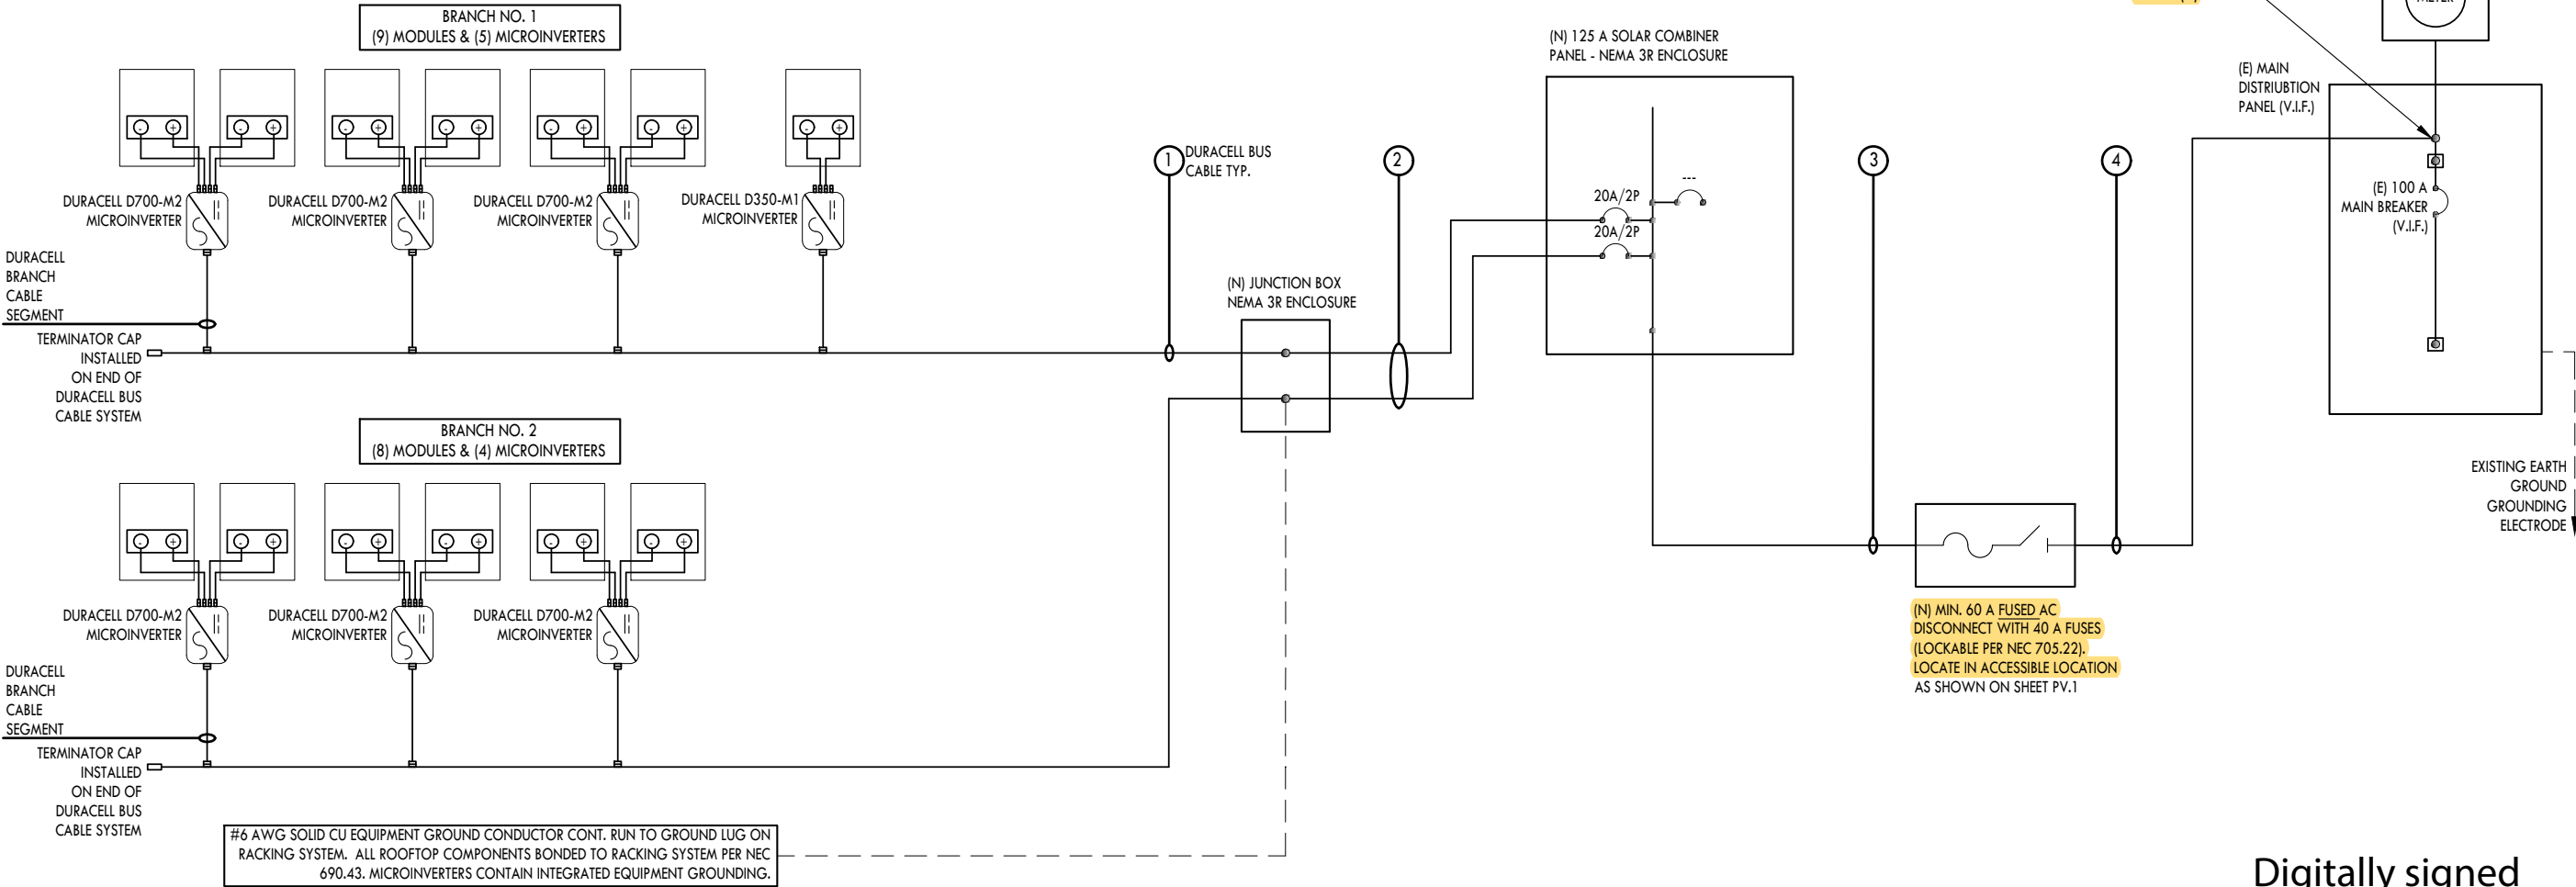 BRANCH NO. 1
(9) MODULES & (5) MICROINVERTERS
DURACELL D700-M2
MICROINVERTER
DURACELL D700-M2
MICROINVERTER
DURACELL D700-M2
MICROINVERTER
DURACELL D350-M1
MICROINVERTER
DURACELL
BRANCH
CABLE
SEGMENT
TERMINATOR CAP
INSTALLED
ON END OF
DURACELL BUS
CABLE SYSTEM
BRANCH NO. 2
(8) MODULES & (4) MICROINVERTERS
DURACELL D700-M2
MICROINVERTER
DURACELL D700-M2
MICROINVERTER
DURACELL D700-M2
MICROINVERTER
DURACELL
BRANCH
CABLE
SEGMENT
TERMINATOR CAP
INSTALLED
ON END OF
DURACELL BUS
CABLE SYSTEM
#6 AWG SOLID CU EQUIPMENT GROUND CONDUCTOR CONT. RUN TO GROUND LUG ON
RACKING SYSTEM. ALL ROOFTOP COMPONENTS BONDED TO RACKING SYSTEM PER NEC
690.43. MICROINVERTERS CONTAIN INTEGRATED EQUIPMENT GROUNDING.
1
DURACELL BUS
CABLE TYP.
2
(N) JUNCTION BOX
NEMA 3R ENCLOSURE
(N) 125 A SOLAR COMBINER
PANEL - NEMA 3R ENCLOSURE
---
20A/2P
20A/2P
3
4
(N) MIN. 60 A FUSED AC
DISCONNECT WITH 40 A FUSES
(LOCKABLE PER NEC 705.22).
LOCATE IN ACCESSIBLE LOCATION
AS SHOWN ON SHEET PV.1
METER
(E) MAIN
DISTRIUBTION
PANEL (V.I.F.)
(E) 100 A
MAIN BREAKER
(V.I.F.)
EXISTING EARTH
GROUND
GROUNDING
ELECTRODE
Digitally signed